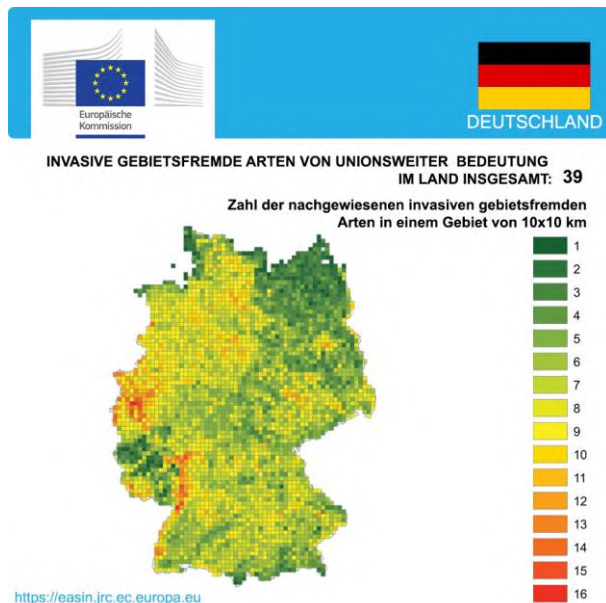 Europäische
Kommission
DEUTSCHLAND
INVASIVE GEBIETSFREMDE ARTEN VON UNIONSWEITER BEDEUTUNG
IM LAND INSGESAMT: 39
Zahl der nachgewiesenen invasiven gebietsfremden
Arten in einem Gebiet von 10x10 km
1
2
3
4
5
6
7
8
9
10
11
12
13
14
15
16
https://easin.jrc.ec.europa.eu